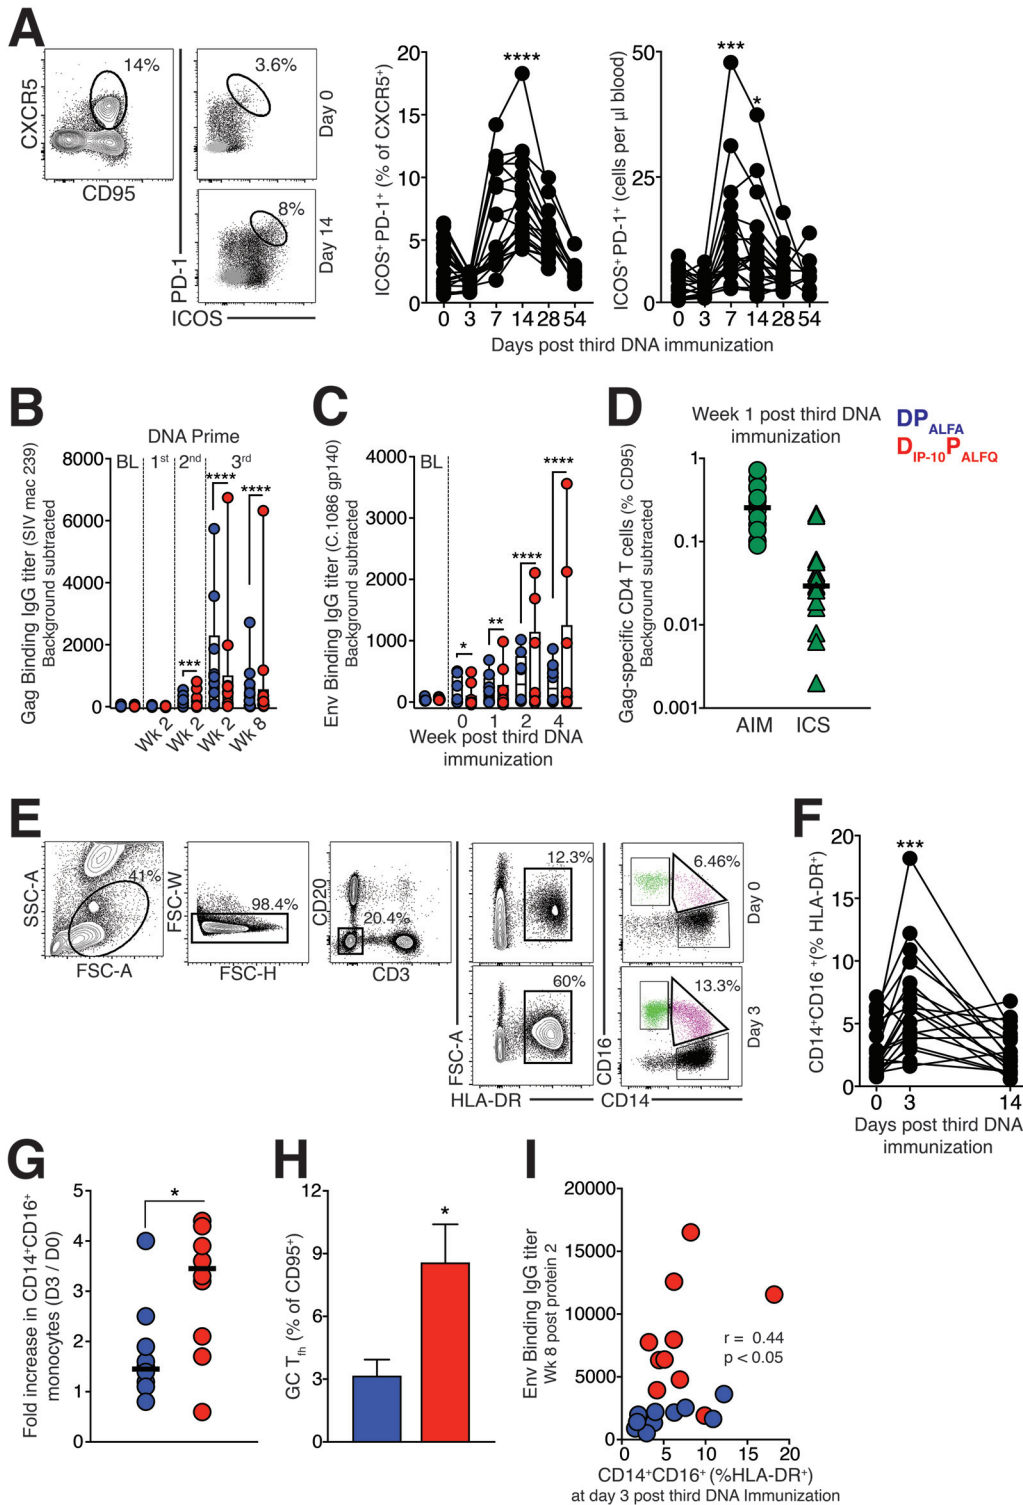 A
14%
CXCR5
CD95
3.6%
Day 0
8%
Day 14
PD-1
ICOS
ICOS+ PD-1+ (% of CXCR5+)
20
15
10
5
0
****
0 3 7 14 28 54
ICOS+ PD-1+ (cells per µl blood)
50
25
0
***
*
0 3 7 14 28 54
Days post third DNA immunization
B
DNA Prime
BL 1st 2nd 3rd
Gag Binding IgG titer (SIV mac 239)
Background subtracted
8000
6000
4000
2000
0
***
****
****
Wk 2 Wk 2 Wk 2 Wk 8
C
BL
Env Binding IgG titer (C.1086 gp140)
Background subtracted
4000
3000
2000
1000
0
*
**
****
****
0 1 2 4
Week post third DNA
immunization
D
Week 1 post third DNA
immunization
Gag-specific CD4 T cells (% CD95)
Background subtracted
1
0.1
0.01
0.001
AIM ICS
DPALFA
DIP-10PALFQ
E
SSC-A
41%
FSC-A
FSC-W
98.4%
FSC-H
CD20
20.4%
CD3
12.3%
60%
FSC-A
HLA-DR
6.46%
Day 0
13.3%
Day 3
CD16
CD14
F
CD14+CD16+(% HLA-DR+)
20
15
10
5
0
***
0 3 14
Days post third DNA
immunization
G
Fold increase in CD14+CD16+
monocytes (D3 / D0)
5
4
3
2
1
0
*
H
GC Tfh (% of CD95+)
12
9
6
3
0
*
I
Env Binding IgG titer
Wk 8 post protein 2
20000
15000
10000
5000
0
r = 0.44
p < 0.05
0 5 10 15 20
CD14+CD16+ (%HLA-DR+)
at day 3 post third DNA Immunization